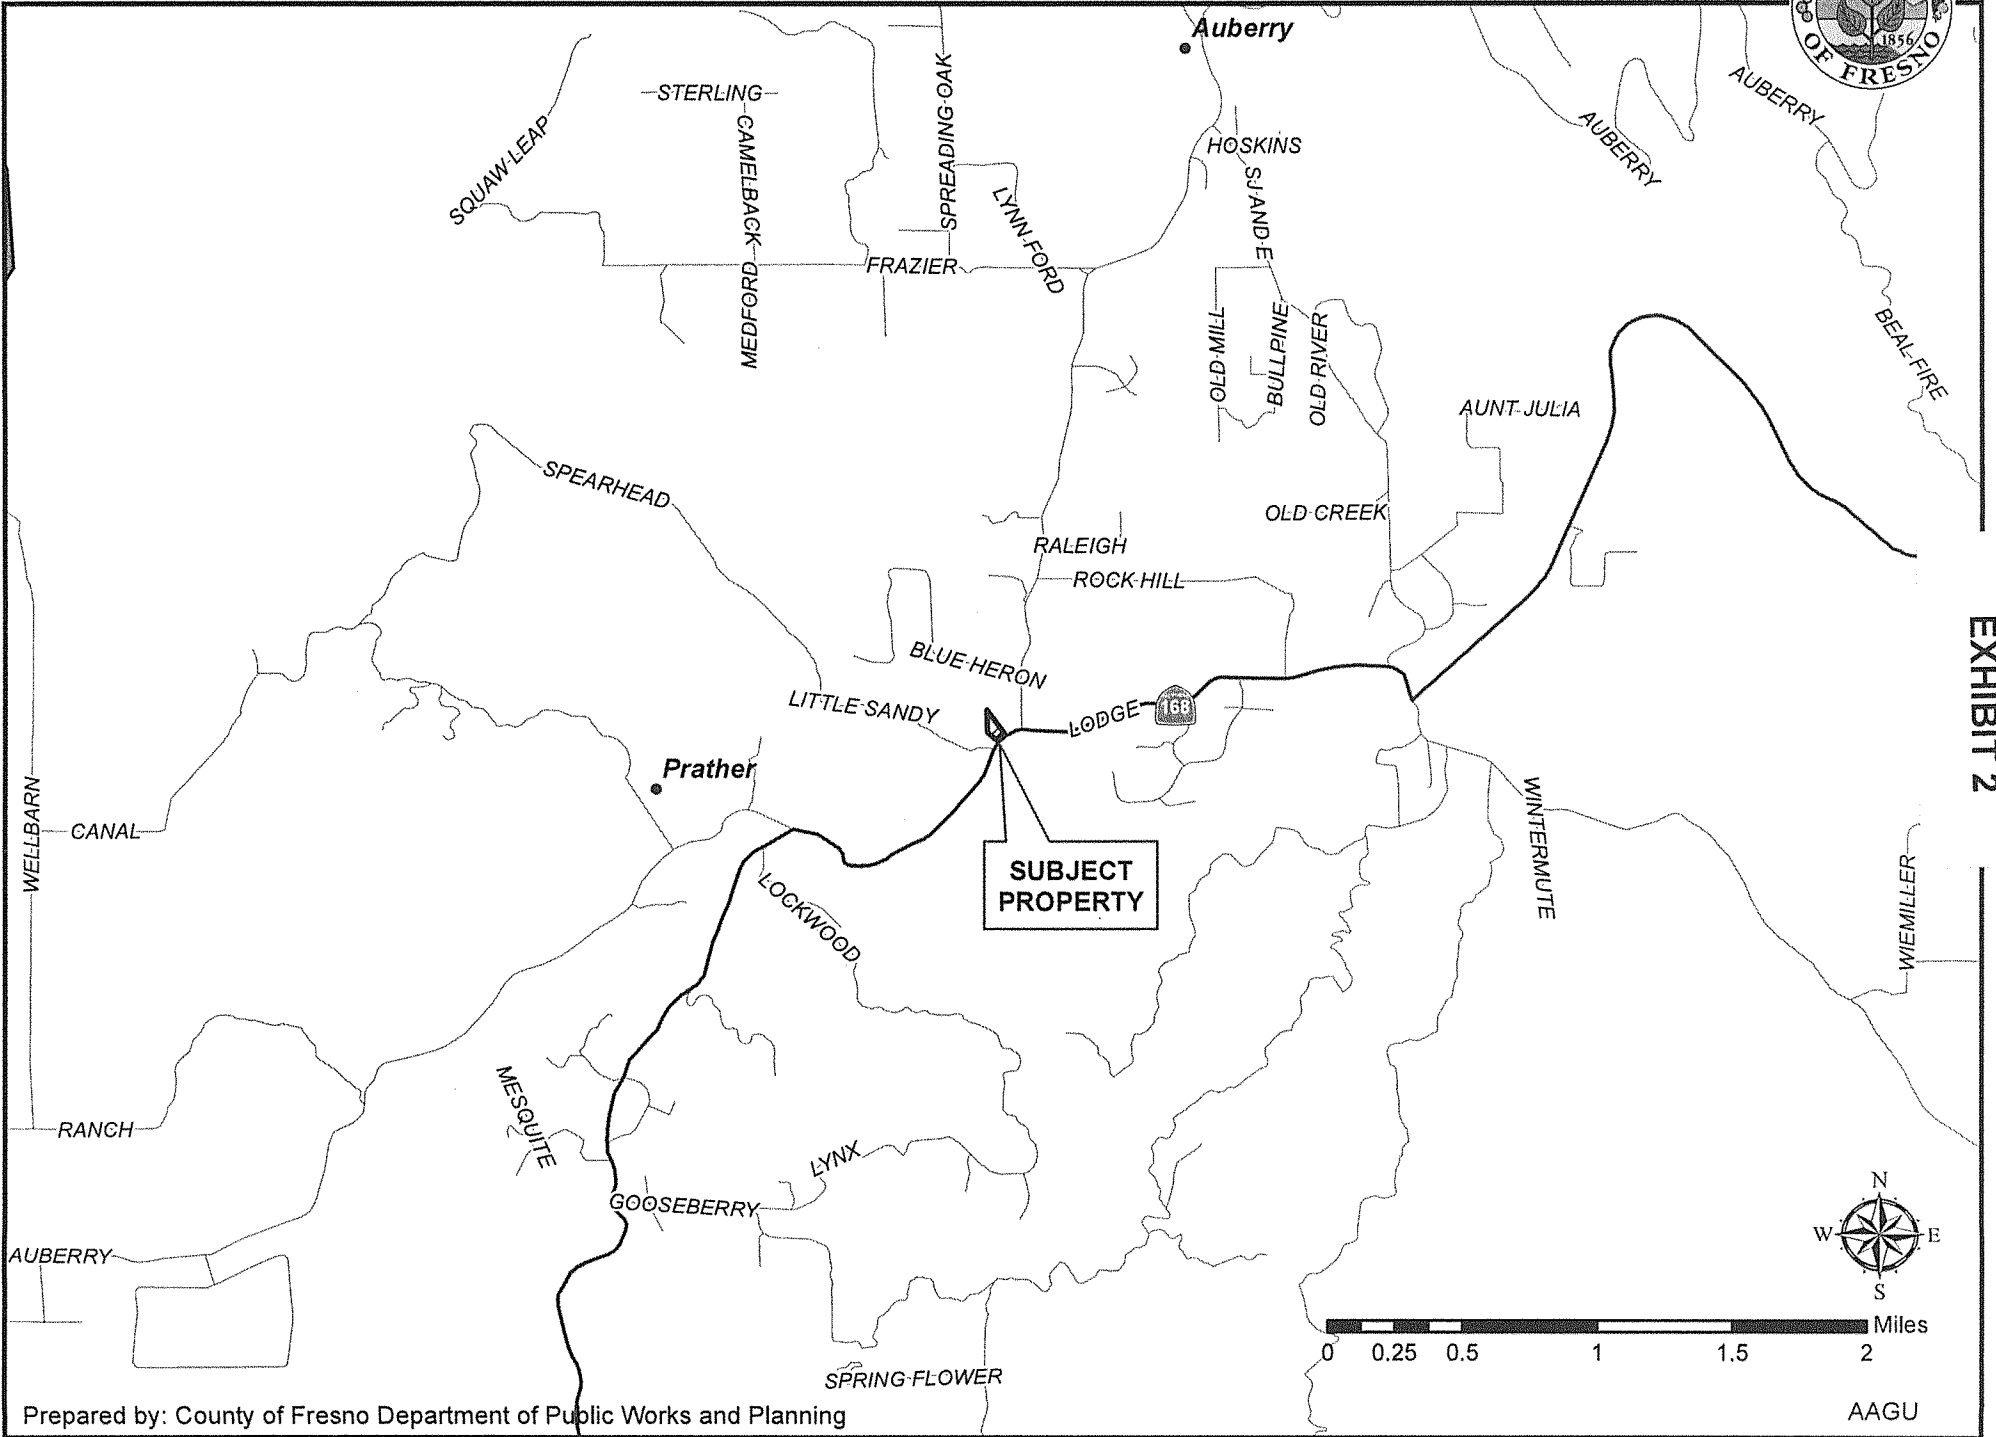 Auberry
1856
OF FRESNO
STERLING
SPREADING OAK
AUBERRY
SQUAW LEAP
CAMELBACK
AUBERRY
HOSKINS
SJ AND E
LYNN FORD
FRAZIER
MEDFORD
OLD MILL
BULLPINE
OLD RIVER
BEAL FIRE
AUNT JULIA
SPEARHEAD
OLD CREEK
RALEIGH
ROCK HILL
BLUE HERON
LITTLE SANDY
LODGE
168
EXHIBIT 2
Prather
WELLBARN
CANAL
WINTERMUTE
SUBJECT
PROPERTY
LOCKWOOD
WIEMILLER
MESQUITE
RANCH
LYNX
GOOSEBERRY
N
W
E
S
AUBERRY
Miles
0 0.25 0.5 1 1.5 2
SPRING FLOWER
Prepared by: County of Fresno Department of Public Works and Planning
AAGU